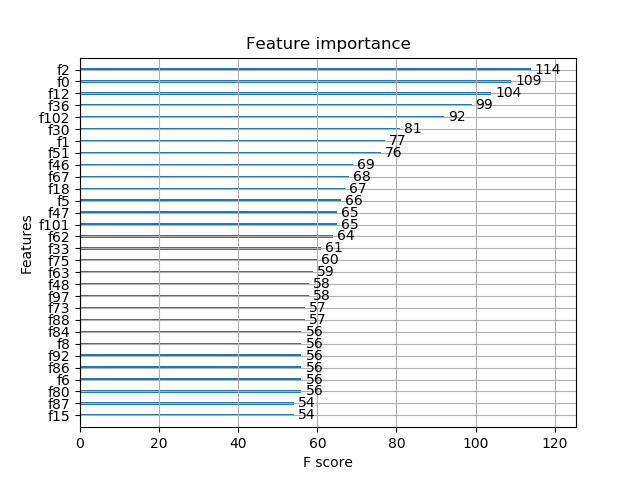 Feature importance
f2 114
f0 109
f12 104
f36 99
f102 92
f30 81
f1 77
f51 76
f46 69
f67 68
f18 67
f5 66
f47 65
f101 65
f62 64
f33 61
f75 60
f63 59
f48 58
f97 58
f73 57
f88 57
f84 56
f8 56
f92 56
f86 56
f6 56
f80 56
f87 54
f15 54
Features
0 20 40 60 80 100 120
F score